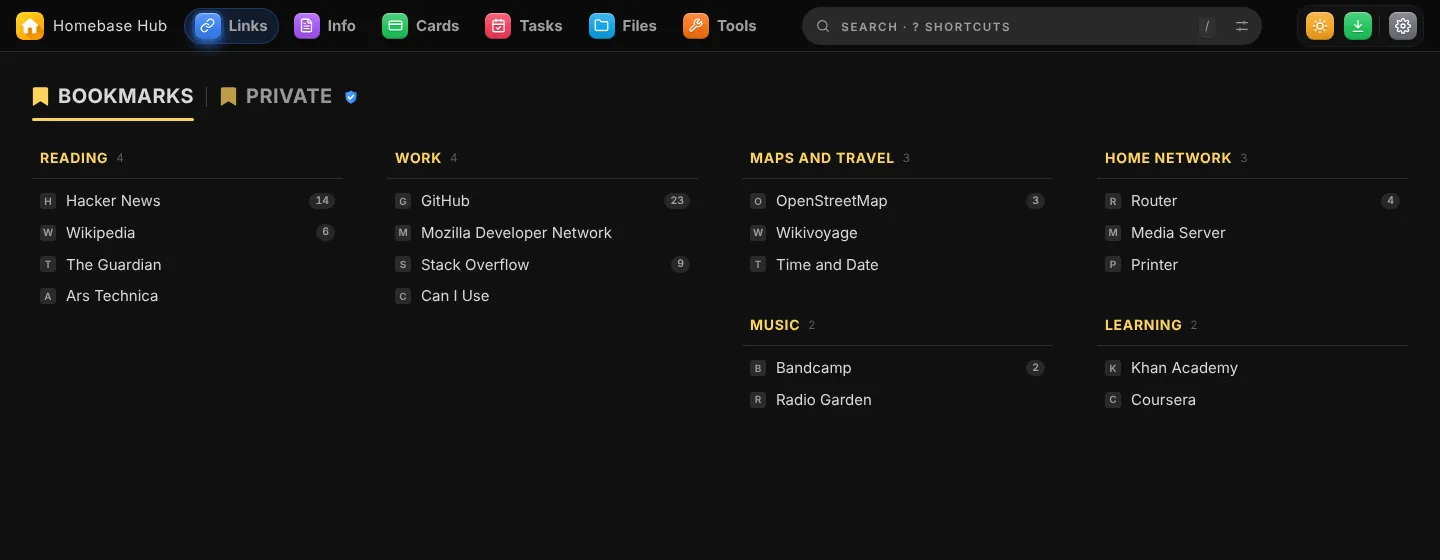 Homebase Hub Links Info Cards Tasks Files Tools SEARCH · ? SHORTCUTS /
BOOKMARKS PRIVATE
READING 4
H Hacker News 14
W Wikipedia 6
T The Guardian
A Ars Technica
WORK 4
G GitHub 23
M Mozilla Developer Network
S Stack Overflow 9
C Can I Use
MAPS AND TRAVEL 3
O OpenStreetMap 3
W Wikivoyage
T Time and Date
MUSIC 2
B Bandcamp 2
R Radio Garden
HOME NETWORK 3
R Router 4
M Media Server
P Printer
LEARNING 2
K Khan Academy
C Coursera